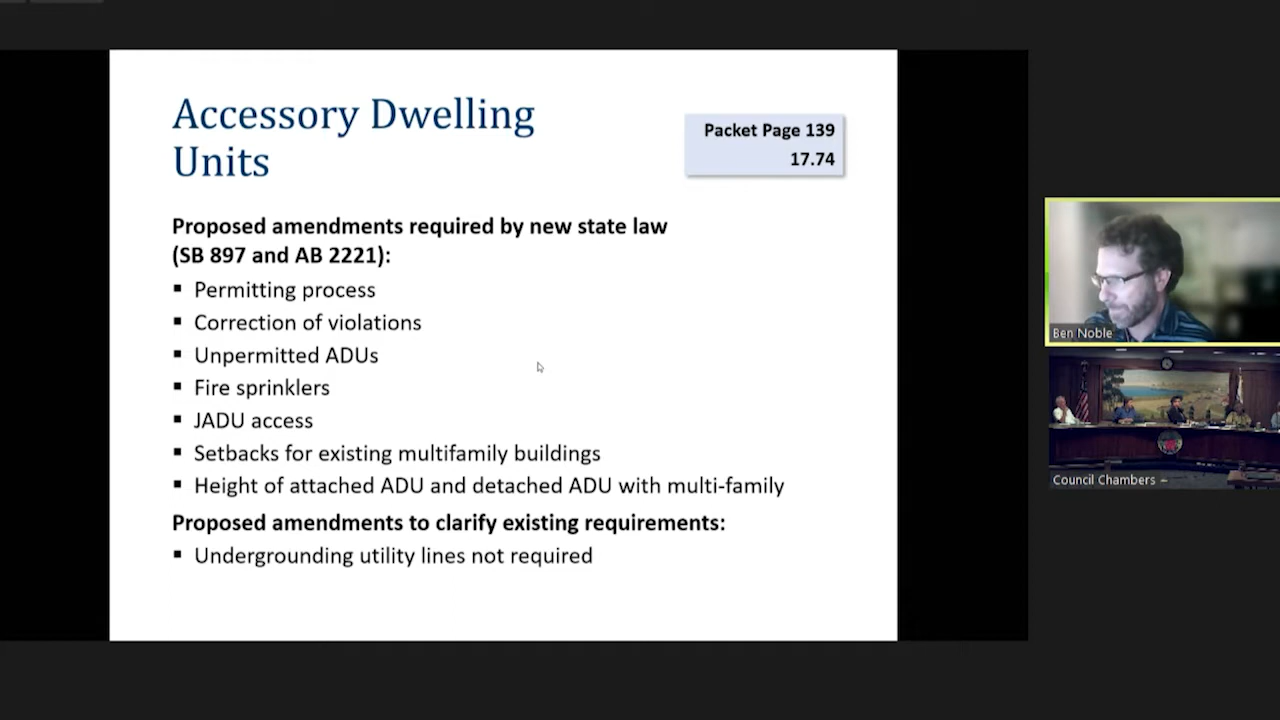 Accessory Dwelling
Units
Packet Page 139
17.74
Proposed amendments required by new state law
(SB 897 and AB 2221):
▪ Permitting process
▪ Correction of violations
▪ Unpermitted ADUs
▪ Fire sprinklers
▪ JADU access
▪ Setbacks for existing multifamily buildings
▪ Height of attached ADU and detached ADU with multi-family
Proposed amendments to clarify existing requirements:
▪ Undergrounding utility lines not required
Ben Noble
Council Chambers –